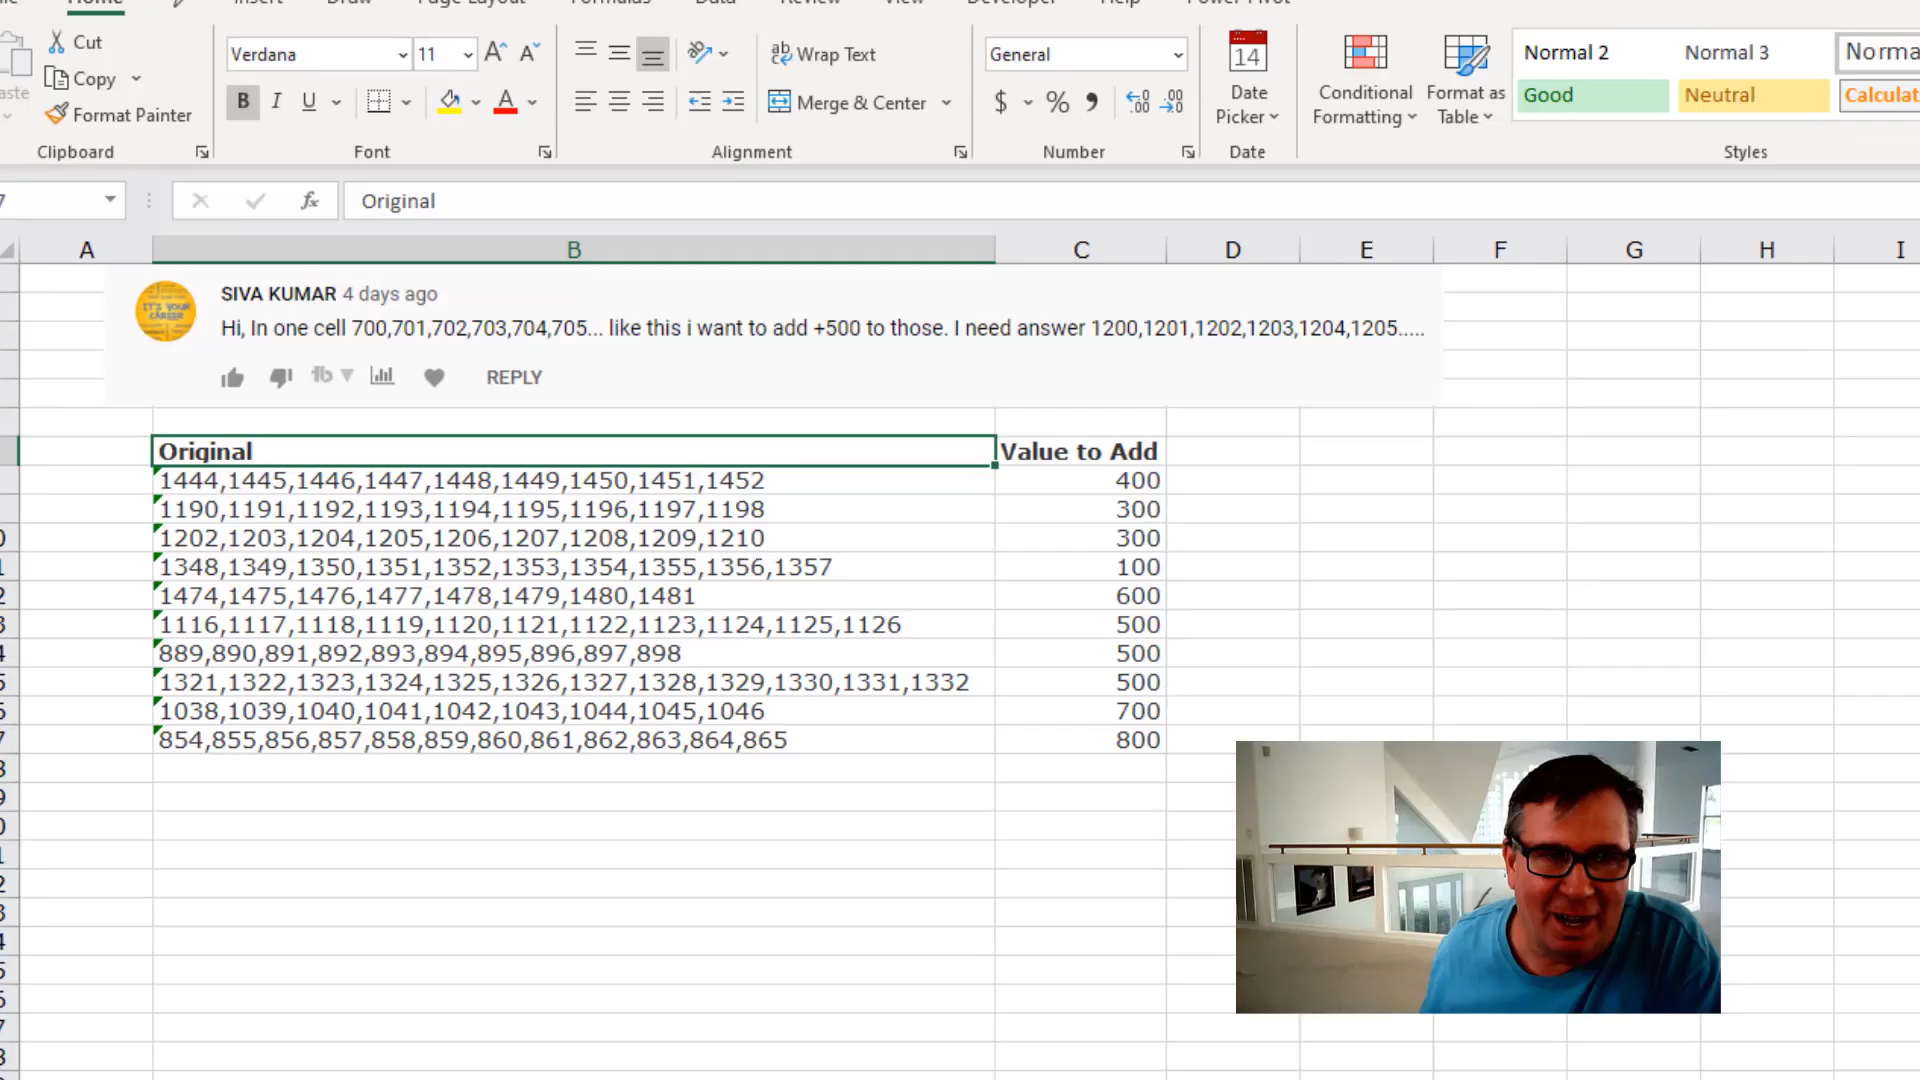 Home Insert Draw Page Layout Formulas Data Review View Developer Help Power Pivot
Cut
Copy
Format Painter
Clipboard
Verdana 11
B I U
Font
Wrap Text
Merge & Center
Alignment
General
$ % 9
Number
14
Date Picker
Date
Conditional Formatting
Format as Table
Normal 2 Normal 3
Good Neutral
Styles
fx Original
A B C D E F G H I
IT'S YOUR CAREER
SIVA KUMAR 4 days ago
Hi, In one cell 700,701,702,703,704,705... like this i want to add +500 to those. I need answer 1200,1201,1202,1203,1204,1205.....
REPLY
Original Value to Add
1444,1445,1446,1447,1448,1449,1450,1451,1452 400
1190,1191,1192,1193,1194,1195,1196,1197,1198 300
1202,1203,1204,1205,1206,1207,1208,1209,1210 300
1348,1349,1350,1351,1352,1353,1354,1355,1356,1357 100
1474,1475,1476,1477,1478,1479,1480,1481 600
1116,1117,1118,1119,1120,1121,1122,1123,1124,1125,1126 500
889,890,891,892,893,894,895,896,897,898 500
1321,1322,1323,1324,1325,1326,1327,1328,1329,1330,1331,1332 500
1038,1039,1040,1041,1042,1043,1044,1045,1046 700
854,855,856,857,858,859,860,861,862,863,864,865 800